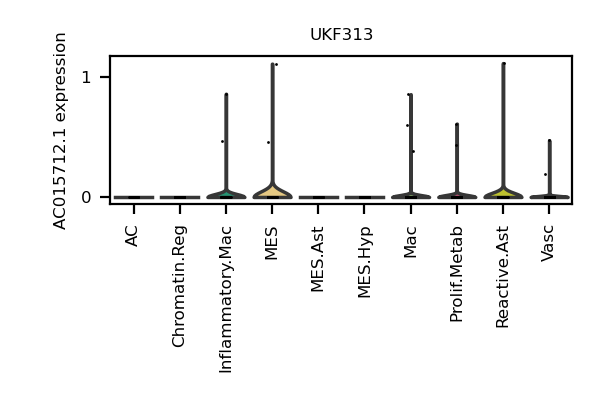 UKF313
AC015712.1 expression
1
0
AC
Chromatin.Reg
Inflammatory.Mac
MES
MES.Ast
MES.Hyp
Mac
Prolif.Metab
Reactive.Ast
Vasc